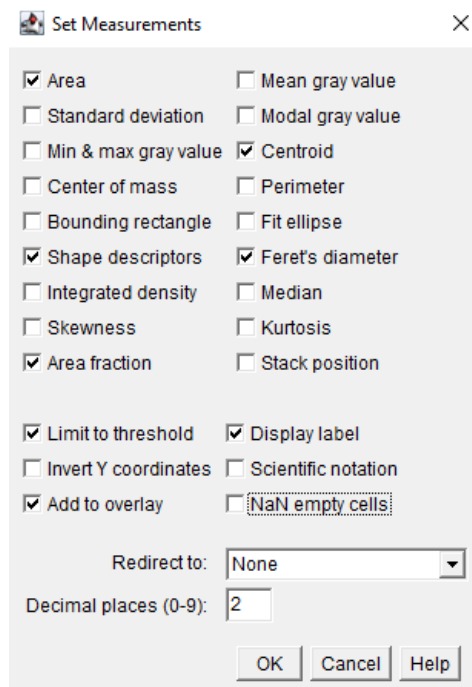 Set Measurements
Area Mean gray value
Standard deviation Modal gray value
Min & max gray value Centroid
Center of mass Perimeter
Bounding rectangle Fit ellipse
Shape descriptors Feret's diameter
Integrated density Median
Skewness Kurtosis
Area fraction Stack position
Limit to threshold Display label
Invert Y coordinates Scientific notation
Add to overlay NaN empty cells
Redirect to: None
Decimal places (0-9): 2
OK Cancel Help